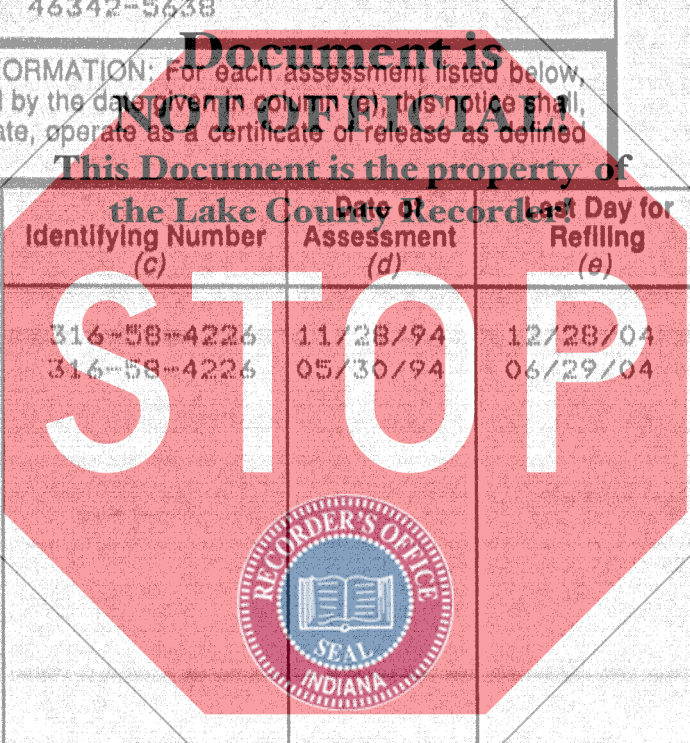 46342-5638
Document is
ORMATION: For each assessment listed below,
by the date given in column (e), this notice shall,
NOT OFFICIAL!
ate, operate as a certificate of release as defined
This Document is the property of
the Lake County Recorder!
Identifying Number (c)
Date of Assessment (d)
Last Day for Refiling (e)
STOP
316-58-4226 11/28/94 12/28/04
316-58-4226 05/30/94 06/29/04
RECORDER'S OFFICE
SEAL
INDIANA